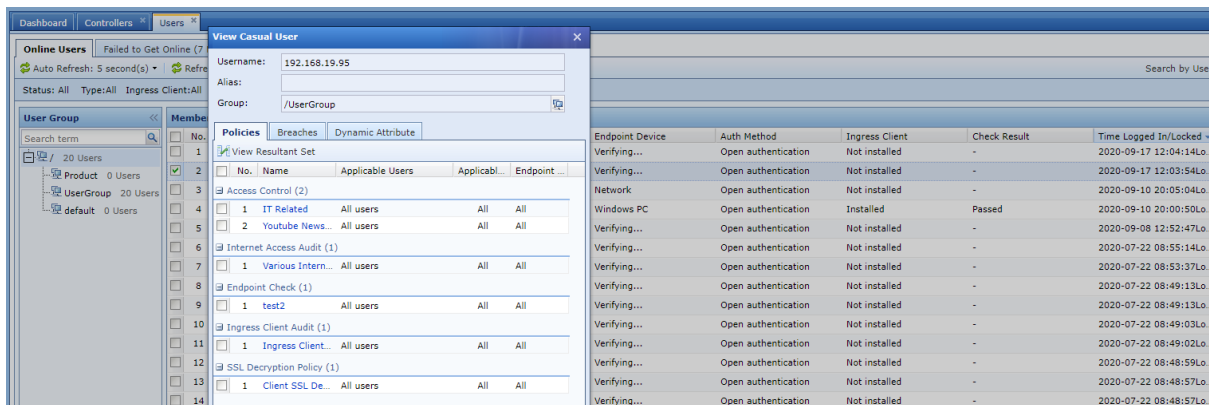 Dashboard Controllers Users
Online Users Failed to Get Online (7
Auto Refresh: 5 second(s) Refre
Search by Use
Status: All Type:All Ingress Client:All
User Group
Search term
/ 20 Users
Product 0 Users
UserGroup 20 Users
default 0 Users
Membe
No.
1
2
3
4
5
6
7
8
9
10
11
12
13
14
View Casual User
Username: 192.168.19.95
Alias:
Group: /UserGroup
Policies Breaches Dynamic Attribute
View Resultant Set
No. Name Applicable Users Applicabl... Endpoint ...
Access Control (2)
1 IT Related All users All All
2 Youtube News... All users All All
Internet Access Audit (1)
1 Various Intern... All users All All
Endpoint Check (1)
1 test2 All users All All
Ingress Client Audit (1)
1 Ingress Client... All users All All
SSL Decryption Policy (1)
1 Client SSL De... All users All All
Endpoint Device Auth Method Ingress Client Check Result Time Logged In/Locked
Verifying... Open authentication Not installed - 2020-09-17 12:04:14Lo.
Verifying... Open authentication Not installed - 2020-09-17 12:03:54Lo.
Network Open authentication Not installed - 2020-09-10 20:05:04Lo.
Windows PC Open authentication Installed Passed 2020-09-10 20:00:50Lo.
Verifying... Open authentication Not installed - 2020-09-08 12:52:47Lo.
Verifying... Open authentication Not installed - 2020-07-22 08:55:14Lo.
Verifying... Open authentication Not installed - 2020-07-22 08:53:37Lo.
Verifying... Open authentication Not installed - 2020-07-22 08:49:13Lo.
Verifying... Open authentication Not installed - 2020-07-22 08:49:13Lo.
Verifying... Open authentication Not installed - 2020-07-22 08:49:03Lo.
Verifying... Open authentication Not installed - 2020-07-22 08:49:02Lo.
Verifying... Open authentication Not installed - 2020-07-22 08:48:59Lo.
Verifying... Open authentication Not installed - 2020-07-22 08:48:57Lo.
Verifying... Open authentication Not installed - 2020-07-22 08:48:57Lo.